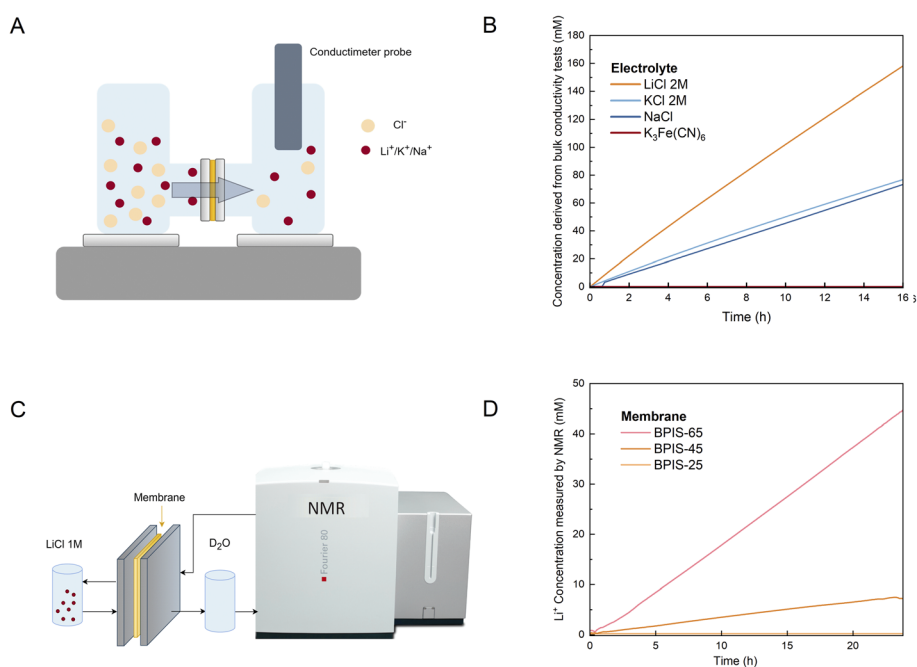 A
Conductimeter probe
Cl⁻
Li⁺/K⁺/Na⁺
B
Concentration derived from bulk conductivity tests (mM)
180
160
140
120
100
80
60
40
20
0
Electrolyte
LiCl 2M
KCl 2M
NaCl
K₃Fe(CN)₆
0 2 4 6 8 10 12 14 16
Time (h)
C
Membrane
LiCl 1M
D₂O
NMR
Fourier 80
D
Li⁺ Concentration measured by NMR (mM)
50
40
30
20
10
0
Membrane
BPIS-65
BPIS-45
BPIS-25
0 5 10 15 20
Time (h)